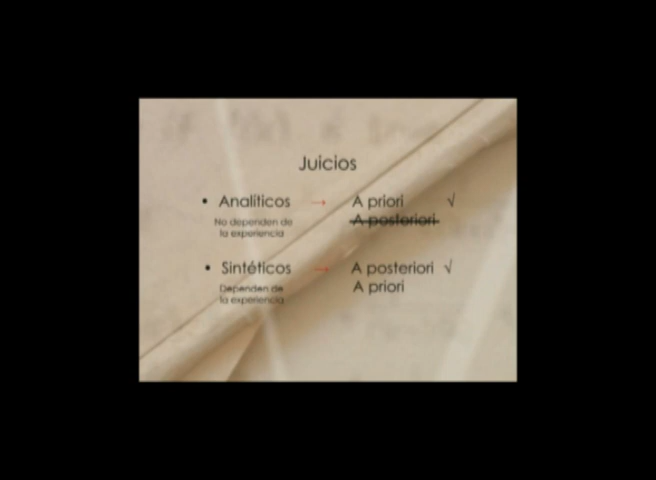 Juicios
• Analíticos → A priori √
No dependen de A posteriori
la experiencia
• Sintéticos → A posteriori √
Dependen de A priori
la experiencia